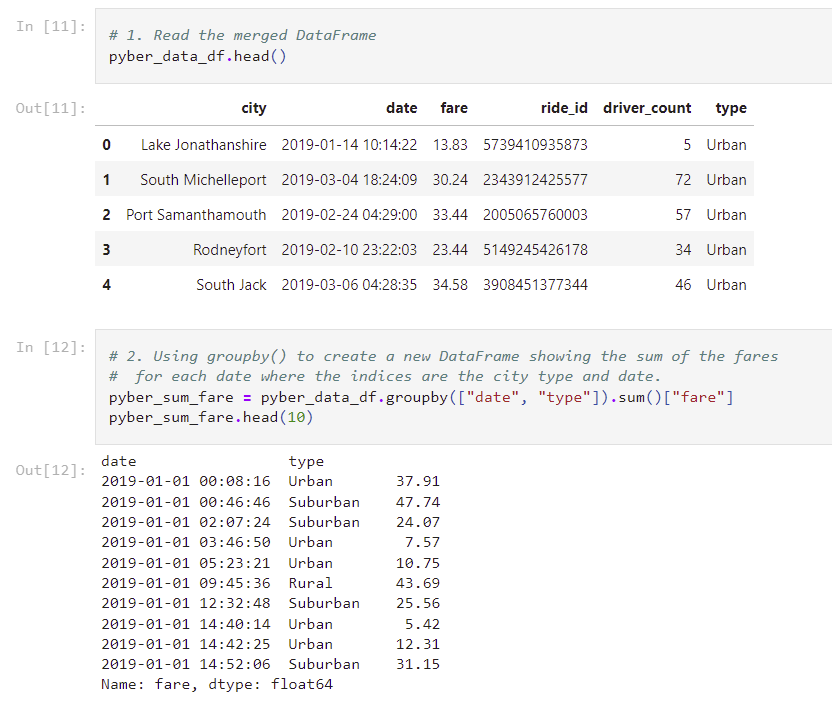 In [11]:
# 1. Read the merged DataFrame
pyber_data_df.head()
Out[11]:
city date fare ride_id driver_count type
0 Lake Jonathanshire 2019-01-14 10:14:22 13.83 5739410935873 5 Urban
1 South Michelleport 2019-03-04 18:24:09 30.24 2343912425577 72 Urban
2 Port Samanthamouth 2019-02-24 04:29:00 33.44 2005065760003 57 Urban
3 Rodneyfort 2019-02-10 23:22:03 23.44 5149245426178 34 Urban
4 South Jack 2019-03-06 04:28:35 34.58 3908451377344 46 Urban
In [12]:
# 2. Using groupby() to create a new DataFrame showing the sum of the fares
#  for each date where the indices are the city type and date.
pyber_sum_fare = pyber_data_df.groupby(["date", "type"]).sum()["fare"]
pyber_sum_fare.head(10)
Out[12]:
date type
2019-01-01 00:08:16 Urban 37.91
2019-01-01 00:46:46 Suburban 47.74
2019-01-01 02:07:24 Suburban 24.07
2019-01-01 03:46:50 Urban 7.57
2019-01-01 05:23:21 Urban 10.75
2019-01-01 09:45:36 Rural 43.69
2019-01-01 12:32:48 Suburban 25.56
2019-01-01 14:40:14 Urban 5.42
2019-01-01 14:42:25 Urban 12.31
2019-01-01 14:52:06 Suburban 31.15
Name: fare, dtype: float64